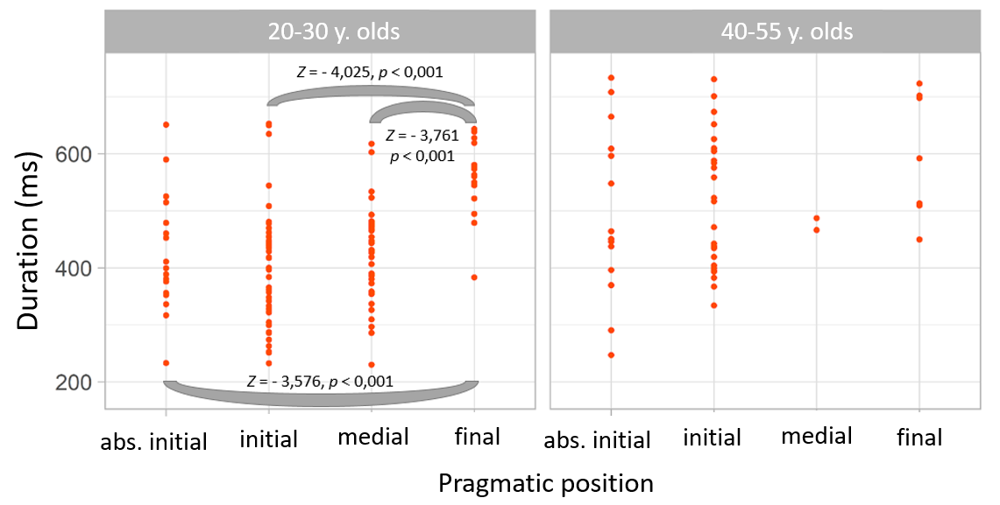 20-30 y. olds
40-55 y. olds
Z = - 4,025, p < 0,001
Z = - 3,761
p < 0,001
Z = - 3,576, p < 0,001
Duration (ms)
600
400
200
abs. initial
initial
medial
final
abs. initial
initial
medial
final
Pragmatic position